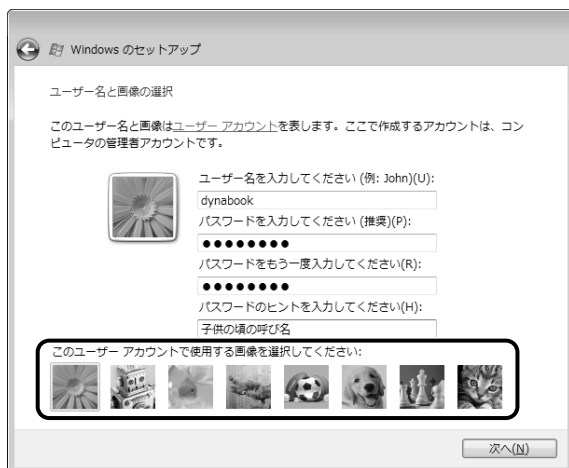 Windows のセットアップ
ユーザー名と画像の選択
このユーザー名と画像はユーザー アカウントを表します。ここで作成するアカウントは、コン
ピュータの管理者アカウントです。
ユーザー名を入力してください (例: John)(U):
dynabook
パスワードを入力してください (推奨)(P):
●●●●●●●●
パスワードをもう一度入力してください(R):
●●●●●●●●
パスワードのヒントを入力してください(H):
子供の頃の呼び名
このユーザー アカウントで使用する画像を選択してください:
次へ(N)